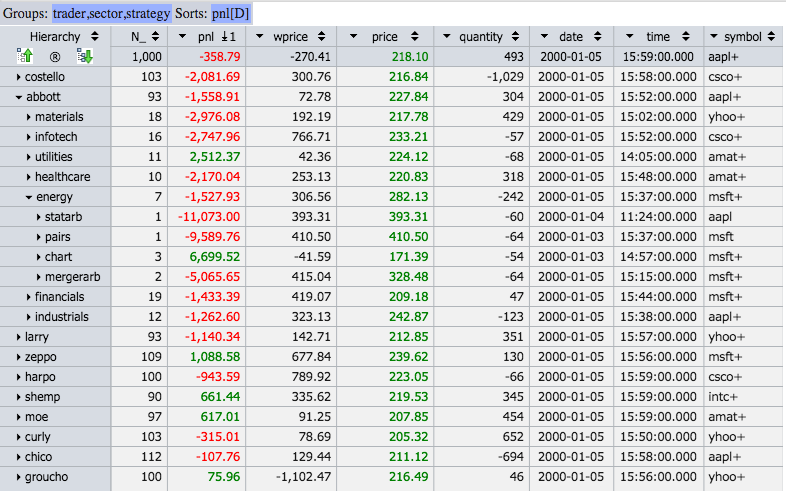 Groups: trader,sector,strategy Sorts: pnl[D]
Hierarchy N_ pnl ↓1 wprice price quantity date time symbol
® 1,000 -358.79 -270.41 218.10 493 2000-01-05 15:59:00.000 aapl+
costello 103 -2,081.69 300.76 216.84 -1,029 2000-01-05 15:58:00.000 csco+
abbott 93 -1,558.91 72.78 227.84 304 2000-01-05 15:52:00.000 aapl+
materials 18 -2,976.08 192.19 217.78 429 2000-01-05 15:02:00.000 yhoo+
infotech 16 -2,747.96 766.71 233.21 -57 2000-01-05 15:52:00.000 csco+
utilities 11 2,512.37 42.36 224.12 -68 2000-01-05 14:05:00.000 amat+
healthcare 10 -2,170.04 253.13 220.83 318 2000-01-05 15:48:00.000 amat+
energy 7 -1,527.93 306.56 282.13 -242 2000-01-05 15:37:00.000 msft+
statarb 1 -11,073.00 393.31 393.31 -60 2000-01-04 11:24:00.000 aapl
pairs 1 -9,589.76 410.50 410.50 -64 2000-01-03 15:37:00.000 msft
chart 3 6,699.52 -41.59 171.39 -54 2000-01-03 14:57:00.000 msft+
mergerarb 2 -5,065.65 415.04 328.48 -64 2000-01-05 15:15:00.000 msft+
financials 19 -1,433.39 419.07 209.18 47 2000-01-05 15:44:00.000 msft+
industrials 12 -1,262.60 323.13 242.87 -123 2000-01-05 15:38:00.000 aapl+
larry 93 -1,140.34 142.71 212.85 351 2000-01-05 15:57:00.000 yhoo+
zeppo 109 1,088.58 677.84 239.62 130 2000-01-05 15:56:00.000 msft+
harpo 100 -943.59 789.92 223.05 -66 2000-01-05 15:59:00.000 csco+
shemp 90 661.44 335.62 219.53 345 2000-01-05 15:59:00.000 intc+
moe 97 617.01 91.25 207.85 454 2000-01-05 15:59:00.000 amat+
curly 103 -315.01 78.69 205.32 652 2000-01-05 15:50:00.000 yhoo+
chico 112 -107.76 129.44 211.12 -694 2000-01-05 15:58:00.000 aapl+
groucho 100 75.96 -1,102.47 216.49 46 2000-01-05 15:56:00.000 yhoo+